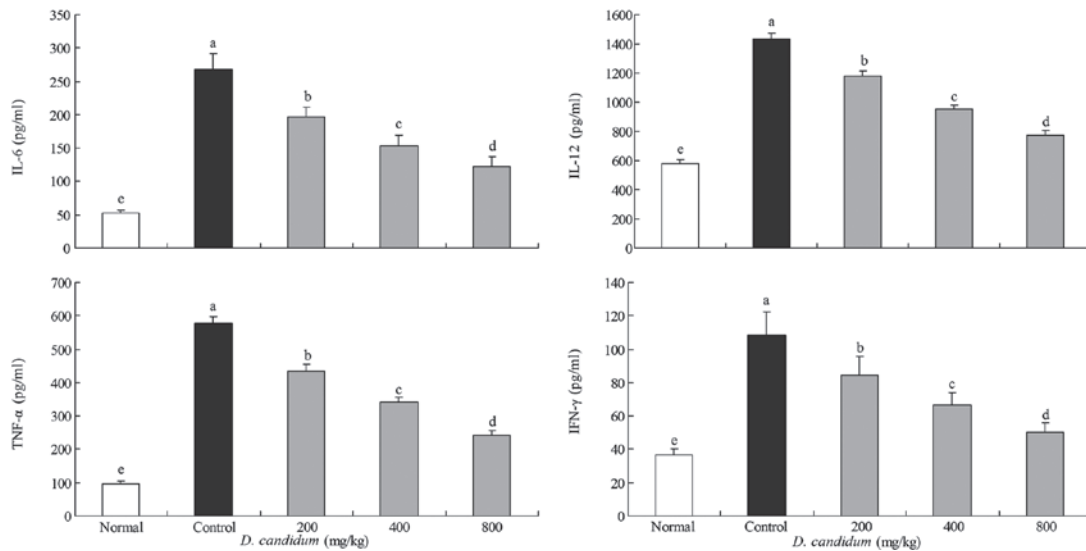 IL-6 (pg/ml)
350
300
250
200
150
100
50
0
e
a
b
c
d
IL-12 (pg/ml)
1600
1400
1200
1000
800
600
400
200
0
e
a
b
c
d
TNF-α (pg/ml)
700
600
500
400
300
200
100
0
e
a
b
c
d
Normal Control 200 400 800
D. candidum (mg/kg)
IFN-γ (pg/ml)
140
120
100
80
60
40
20
0
e
a
b
c
d
Normal Control 200 400 800
D. candidum (mg/kg)